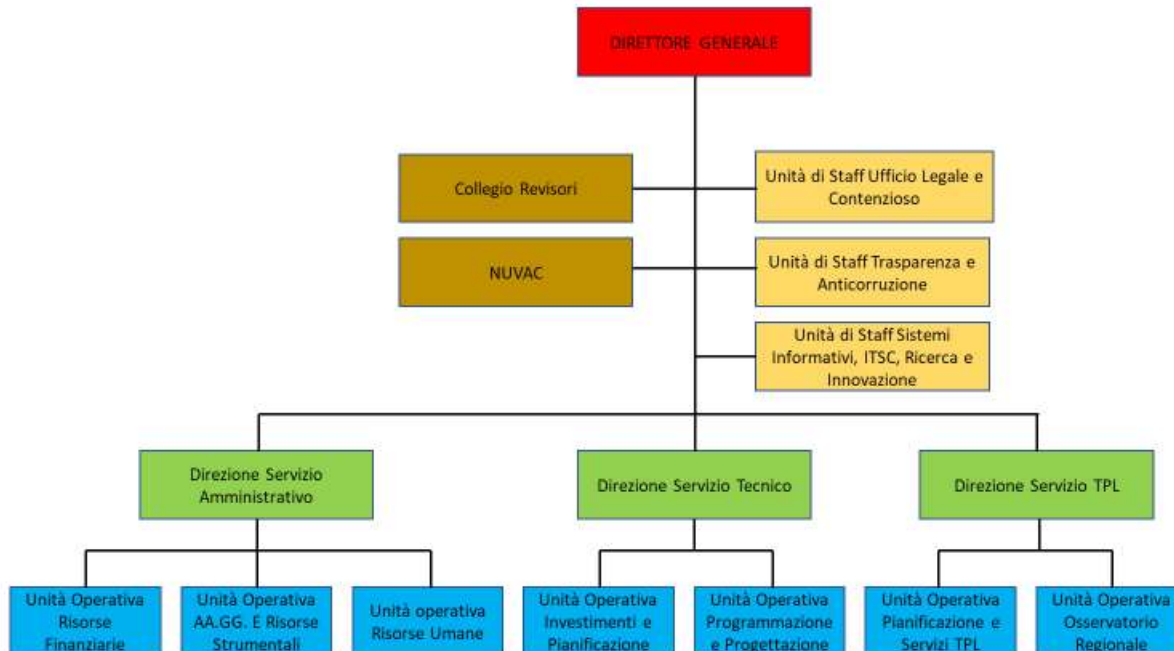 DIRETTORE GENERALE
Collegio Revisori
Unità di Staff Ufficio Legale e
Contenzioso
NUVAC
Unità di Staff Trasparenza e
Anticorruzione
Unità di Staff Sistemi
Informativi, ITSC, Ricerca e
Innovazione
Direzione Servizio
Amministrativo
Direzione Servizio Tecnico
Direzione Servizio TPL
Unità Operativa
Risorse
Finanziarie
Unità Operativa
AA.GG. E Risorse
Strumentali
Unità operativa
Risorse Umane
Unità Operativa
Investimenti e
Pianificazione
Unità Operativa
Programmazione
e Progettazione
Unità Operativa
Pianificazione e
Servizi TPL
Unità Operativa
Osservatorio
Regionale